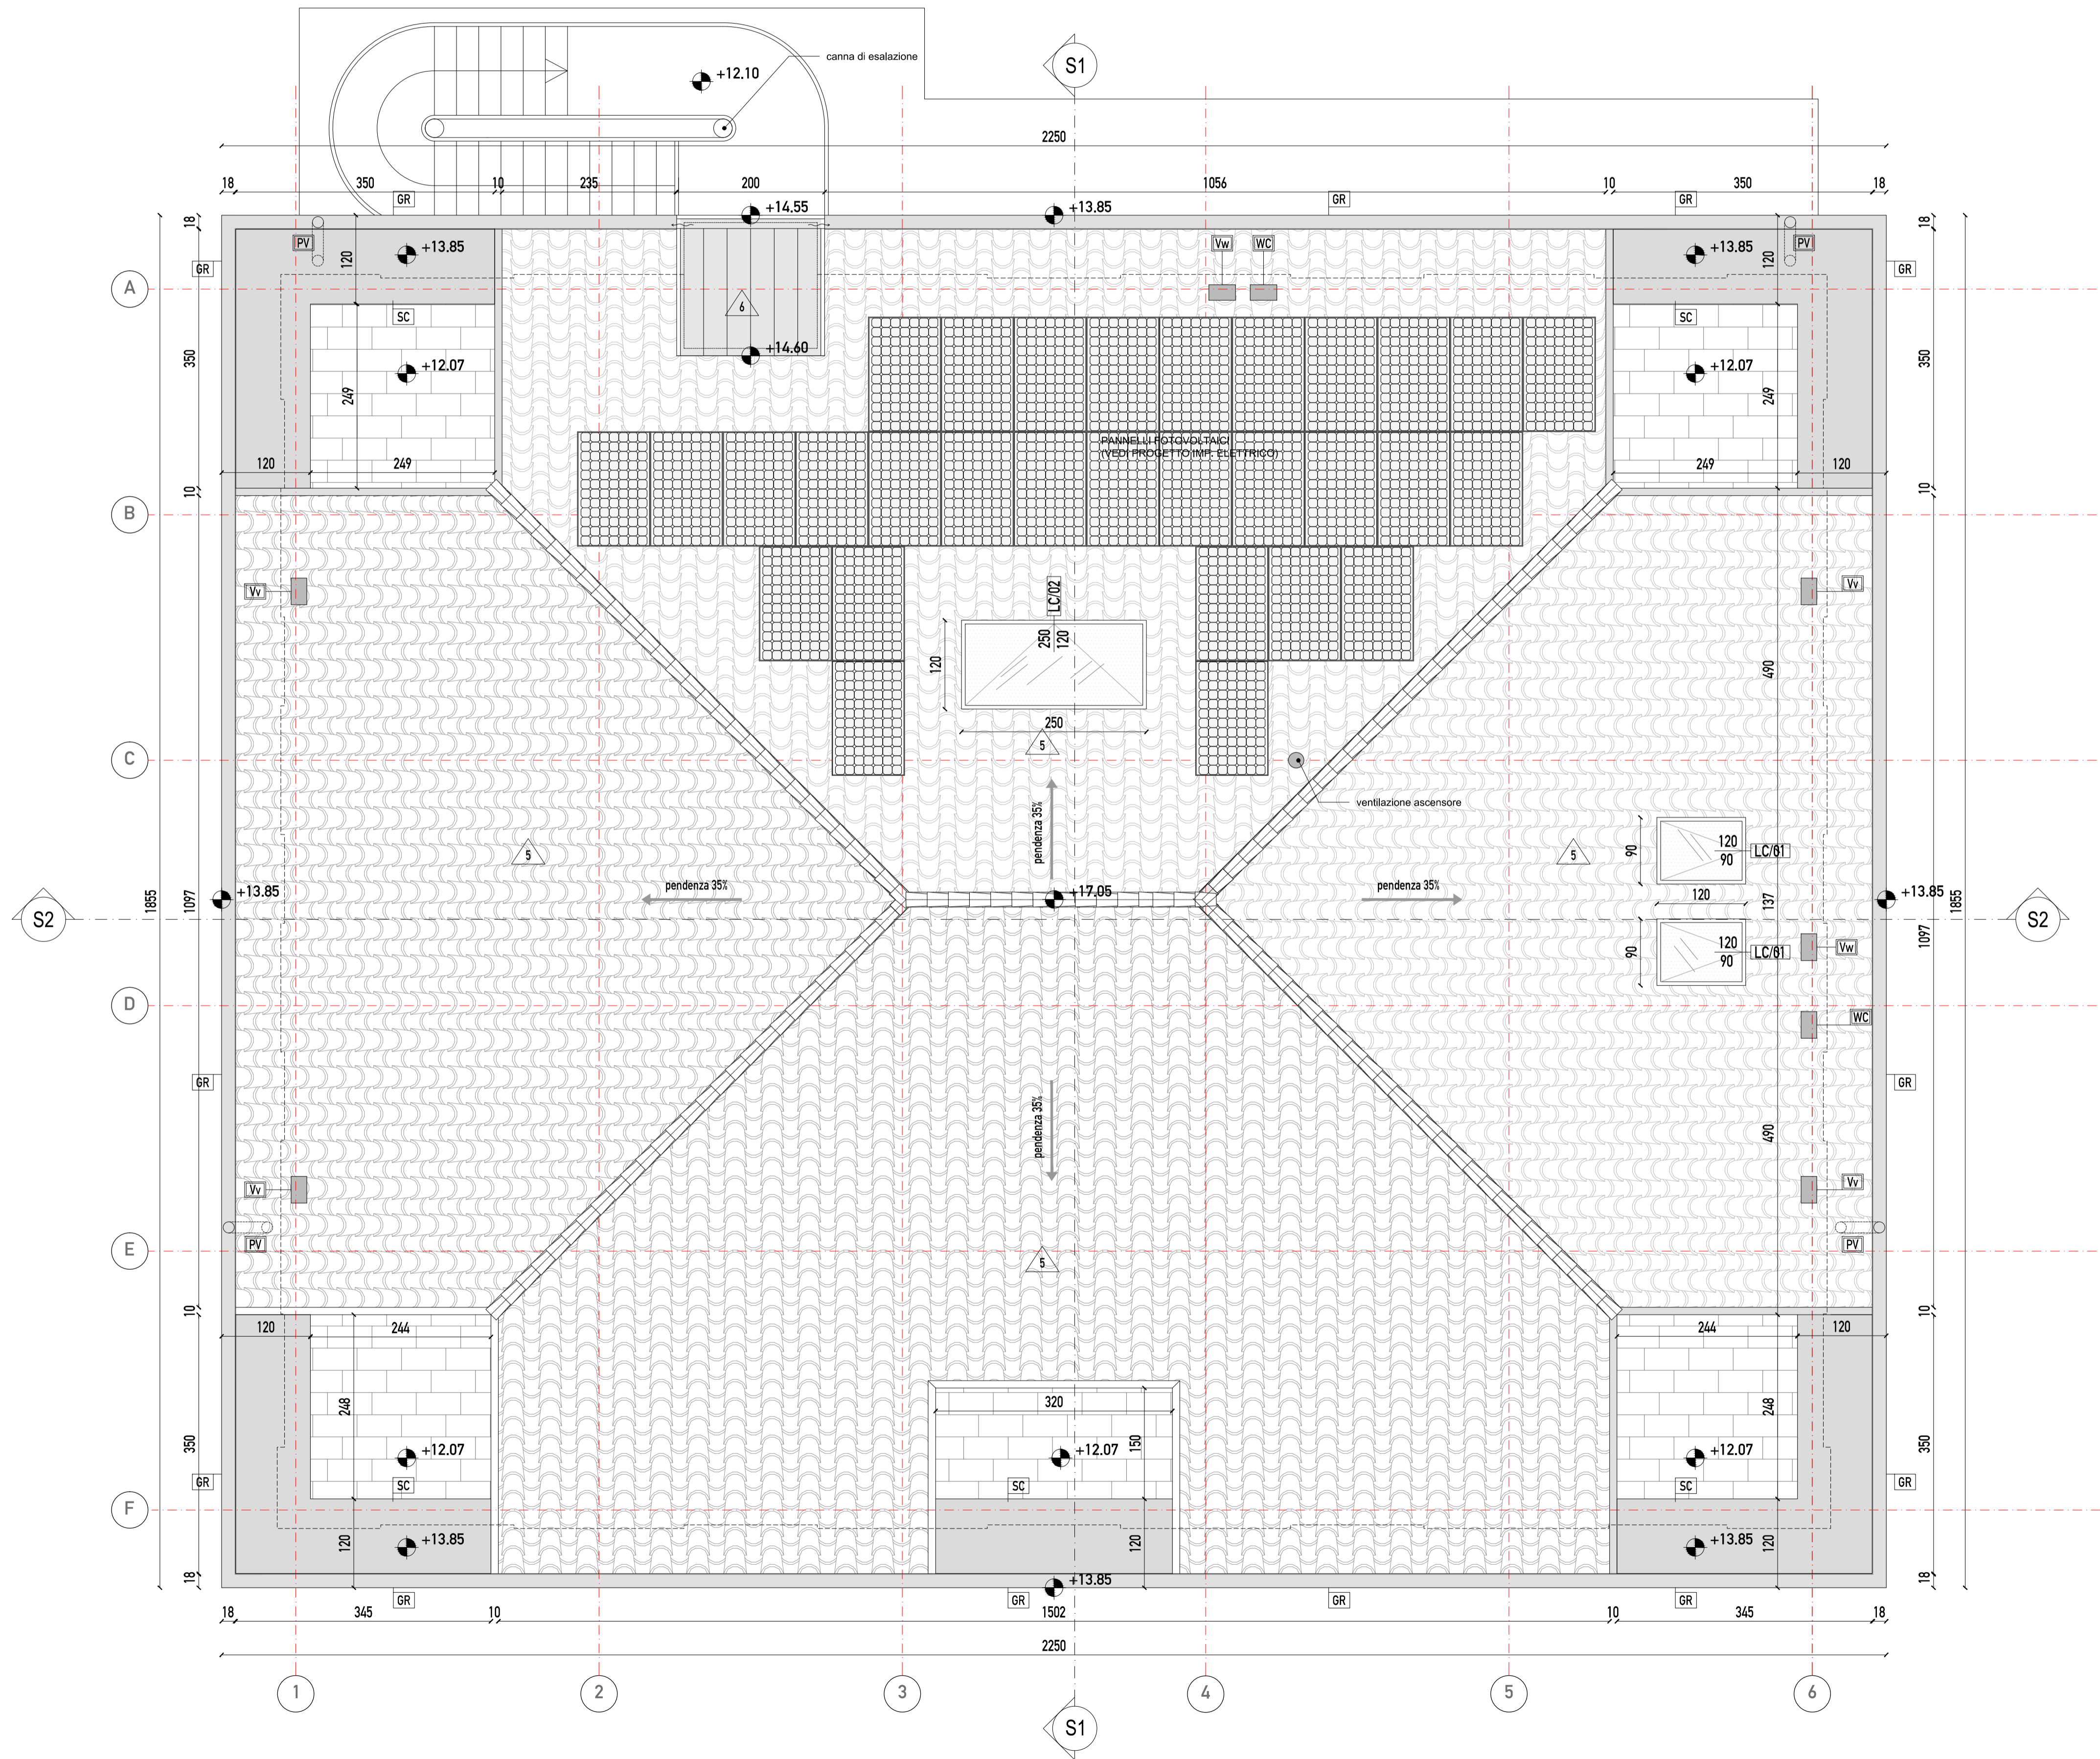 canna di esalazione
+12.10
S1
2250
18
350
10
235
200
1056
10
350
18
GR
GR
GR
+14.55
+13.85
18
PV
+13.85
120
Vw
WC
+13.85
PV
120
18
GR
GR
A
6
SC
SC
+14.60
350
+12.07
249
+12.07
249
350
PANNELLI FOTOVOLTAICI
(VEDI PROGETTO IMP. ELETTRICO)
120
249
249
120
10
10
B
Vv
LC/02
250
120
Vv
120
490
250
5
C
pendenza 35%
ventilazione ascensore
5
5
90
120
90
LC/01
pendenza 35%
pendenza 35%
+13.85
+17.05
+13.85
1855
1097
120
137
1097
1855
S2
S2
90
120
90
LC/01
Vw
D
WC
GR
GR
pendenza 35%
490
Vv
Vv
PV
PV
E
5
10
10
120
244
244
120
248
320
248
350
+12.07
+12.07
150
+12.07
350
GR
SC
SC
SC
GR
F
120
+13.85
120
+13.85
120
18
+13.85
18
GR
GR
GR
GR
18
345
10
1502
10
345
18
2250
1
2
3
4
5
6
S1